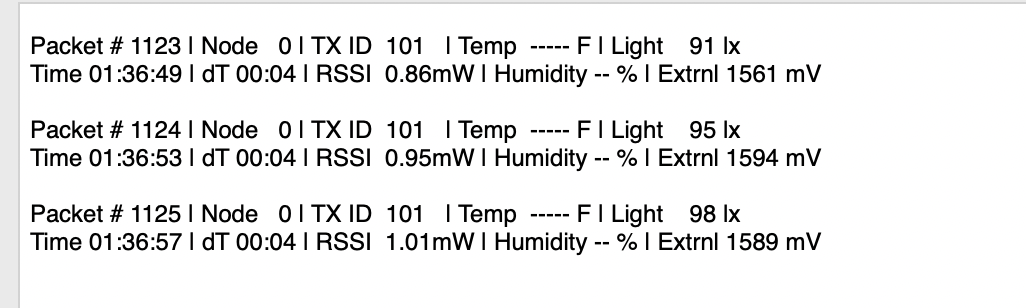 Packet # 1123 | Node 0 | TX ID 101 | Temp ----- F | Light 91 lx
Time 01:36:49 | dT 00:04 | RSSI 0.86mW | Humidity -- % | Extrnl 1561 mV
Packet # 1124 | Node 0 | TX ID 101 | Temp ----- F | Light 95 lx
Time 01:36:53 | dT 00:04 | RSSI 0.95mW | Humidity -- % | Extrnl 1594 mV
Packet # 1125 | Node 0 | TX ID 101 | Temp ----- F | Light 98 lx
Time 01:36:57 | dT 00:04 | RSSI 1.01mW | Humidity -- % | Extrnl 1589 mV